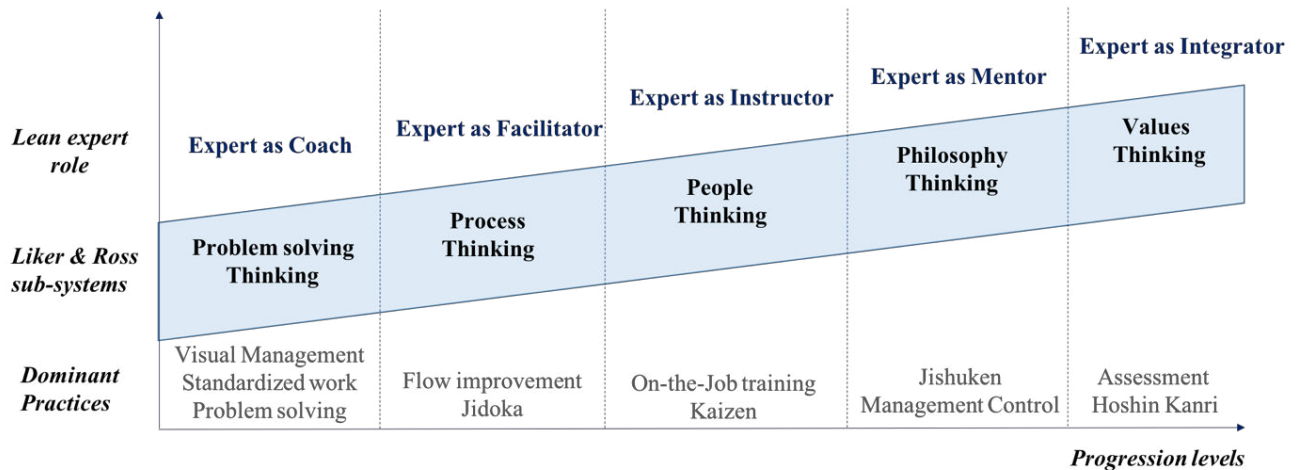 Lean expert
role
Expert as Coach
Expert as Facilitator
Expert as Instructor
Expert as Mentor
Expert as Integrator
Liker & Ross
sub-systems
Problem solving
Thinking
Process
Thinking
People
Thinking
Philosophy
Thinking
Values
Thinking
Dominant
Practices
Visual Management
Standardized work
Problem solving
Flow improvement
Jidoka
On-the-Job training
Kaizen
Jishuken
Management Control
Assessment
Hoshin Kanri
Progression levels